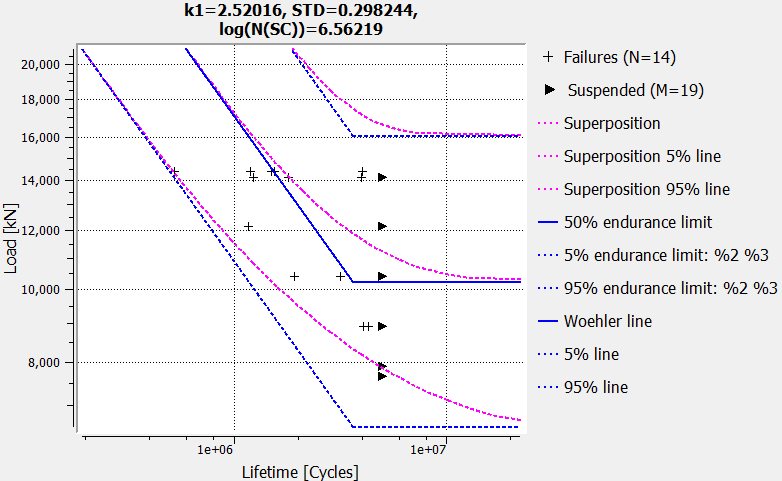 k1=2.52016, STD=0.298244,
log(N(SC))=6.56219
20,000
18,000
16,000
14,000
12,000
10,000
8,000
Load [kN]
1e+06
1e+07
Lifetime [Cycles]
Failures (N=14)
Suspended (M=19)
Superposition
Superposition 5% line
Superposition 95% line
50% endurance limit
5% endurance limit: %2 %3
95% endurance limit: %2 %3
Woehler line
5% line
95% line